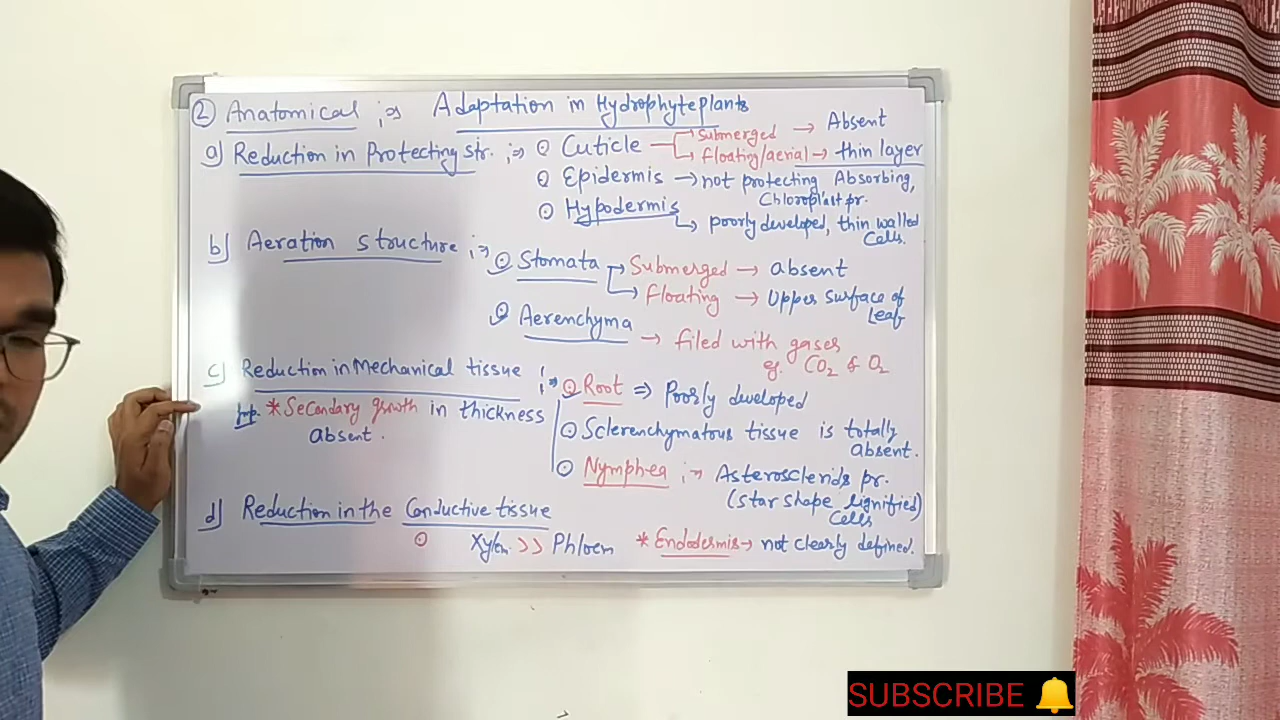 ② Anatomical ;⇒ Adaptation in Hydrophyte plants
a) Reduction in Protecting str. ;⇒ ⊙ Cuticle → Submerged → Absent
→ floating/aerial → thin layer
⊙ Epidermis → not protecting, Absorbing,
Chloroplast pr.
⊙ Hypodermis → poorly developed, thin walled
Cells.
b) Aeration structure ;⇒ ⊙ Stomata → Submerged → absent
→ floating → Upper surface of
Leaf
⊙ Aerenchyma → filed with gases
eg. CO2 & O2
c) Reduction in Mechanical tissue ;⇒ ⊙ Root ⇒ Poorly developed
Imp. * Secondary growth in thickness
absent.
⊙ Sclerenchymatous tissue is totally
absent.
⊙ Nymphea ;⇒ Asterosclerids pr.
(star shape lignified)
Cells
d) Reduction in the Conductive tissue
⊙ Xylem >> Phloem * Endodermis → not clearly defined.
SUBSCRIBE 🔔